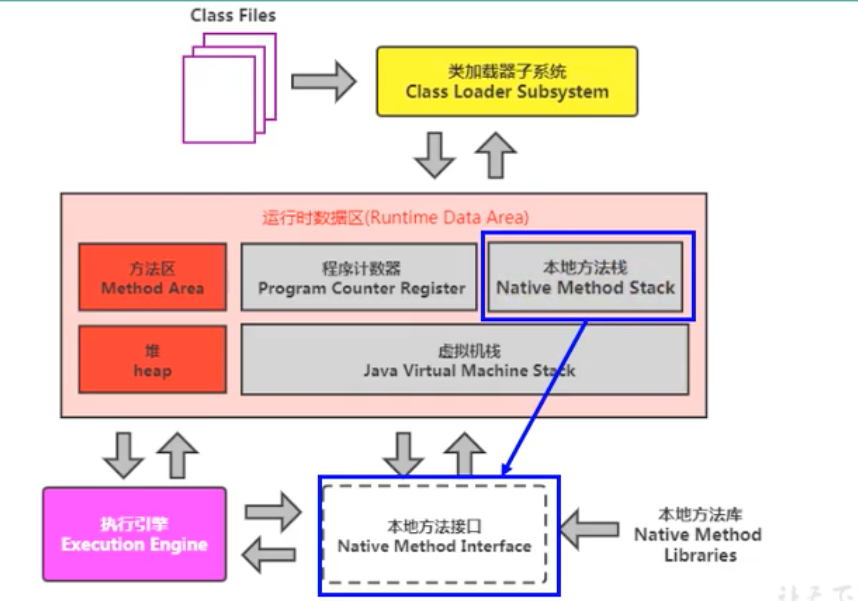 Class Files
类加载器子系统
Class Loader Subsystem
运行时数据区(Runtime Data Area)
方法区
Method Area
程序计数器
Program Counter Register
本地方法栈
Native Method Stack
堆
heap
虚拟机栈
Java Virtual Machine Stack
执行引擎
Execution Engine
本地方法接口
Native Method Interface
本地方法库
Native Method
Libraries